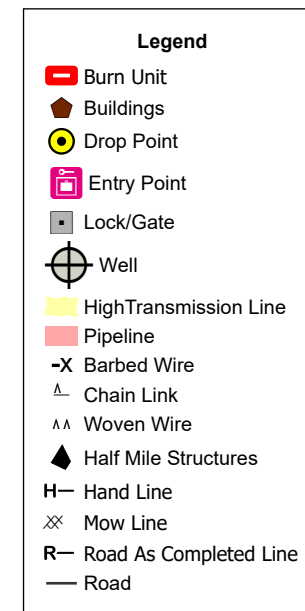 Legend
Burn Unit
Buildings
Drop Point
Entry Point
Lock/Gate
Well
HighTransmission Line
Pipeline
-X Barbed Wire
Chain Link
Woven Wire
Half Mile Structures
H— Hand Line
Mow Line
R— Road As Completed Line
Road